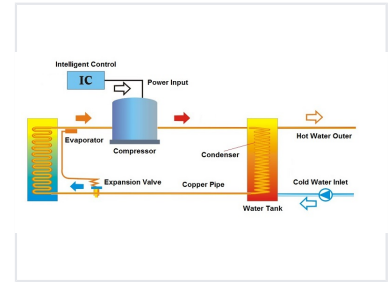 Intelligent Control
IC
Power Input
Evaporator
Compressor
Hot Water Outer
Condenser
Expansion Valve
Copper Pipe
Cold Water Inlet
Water Tank